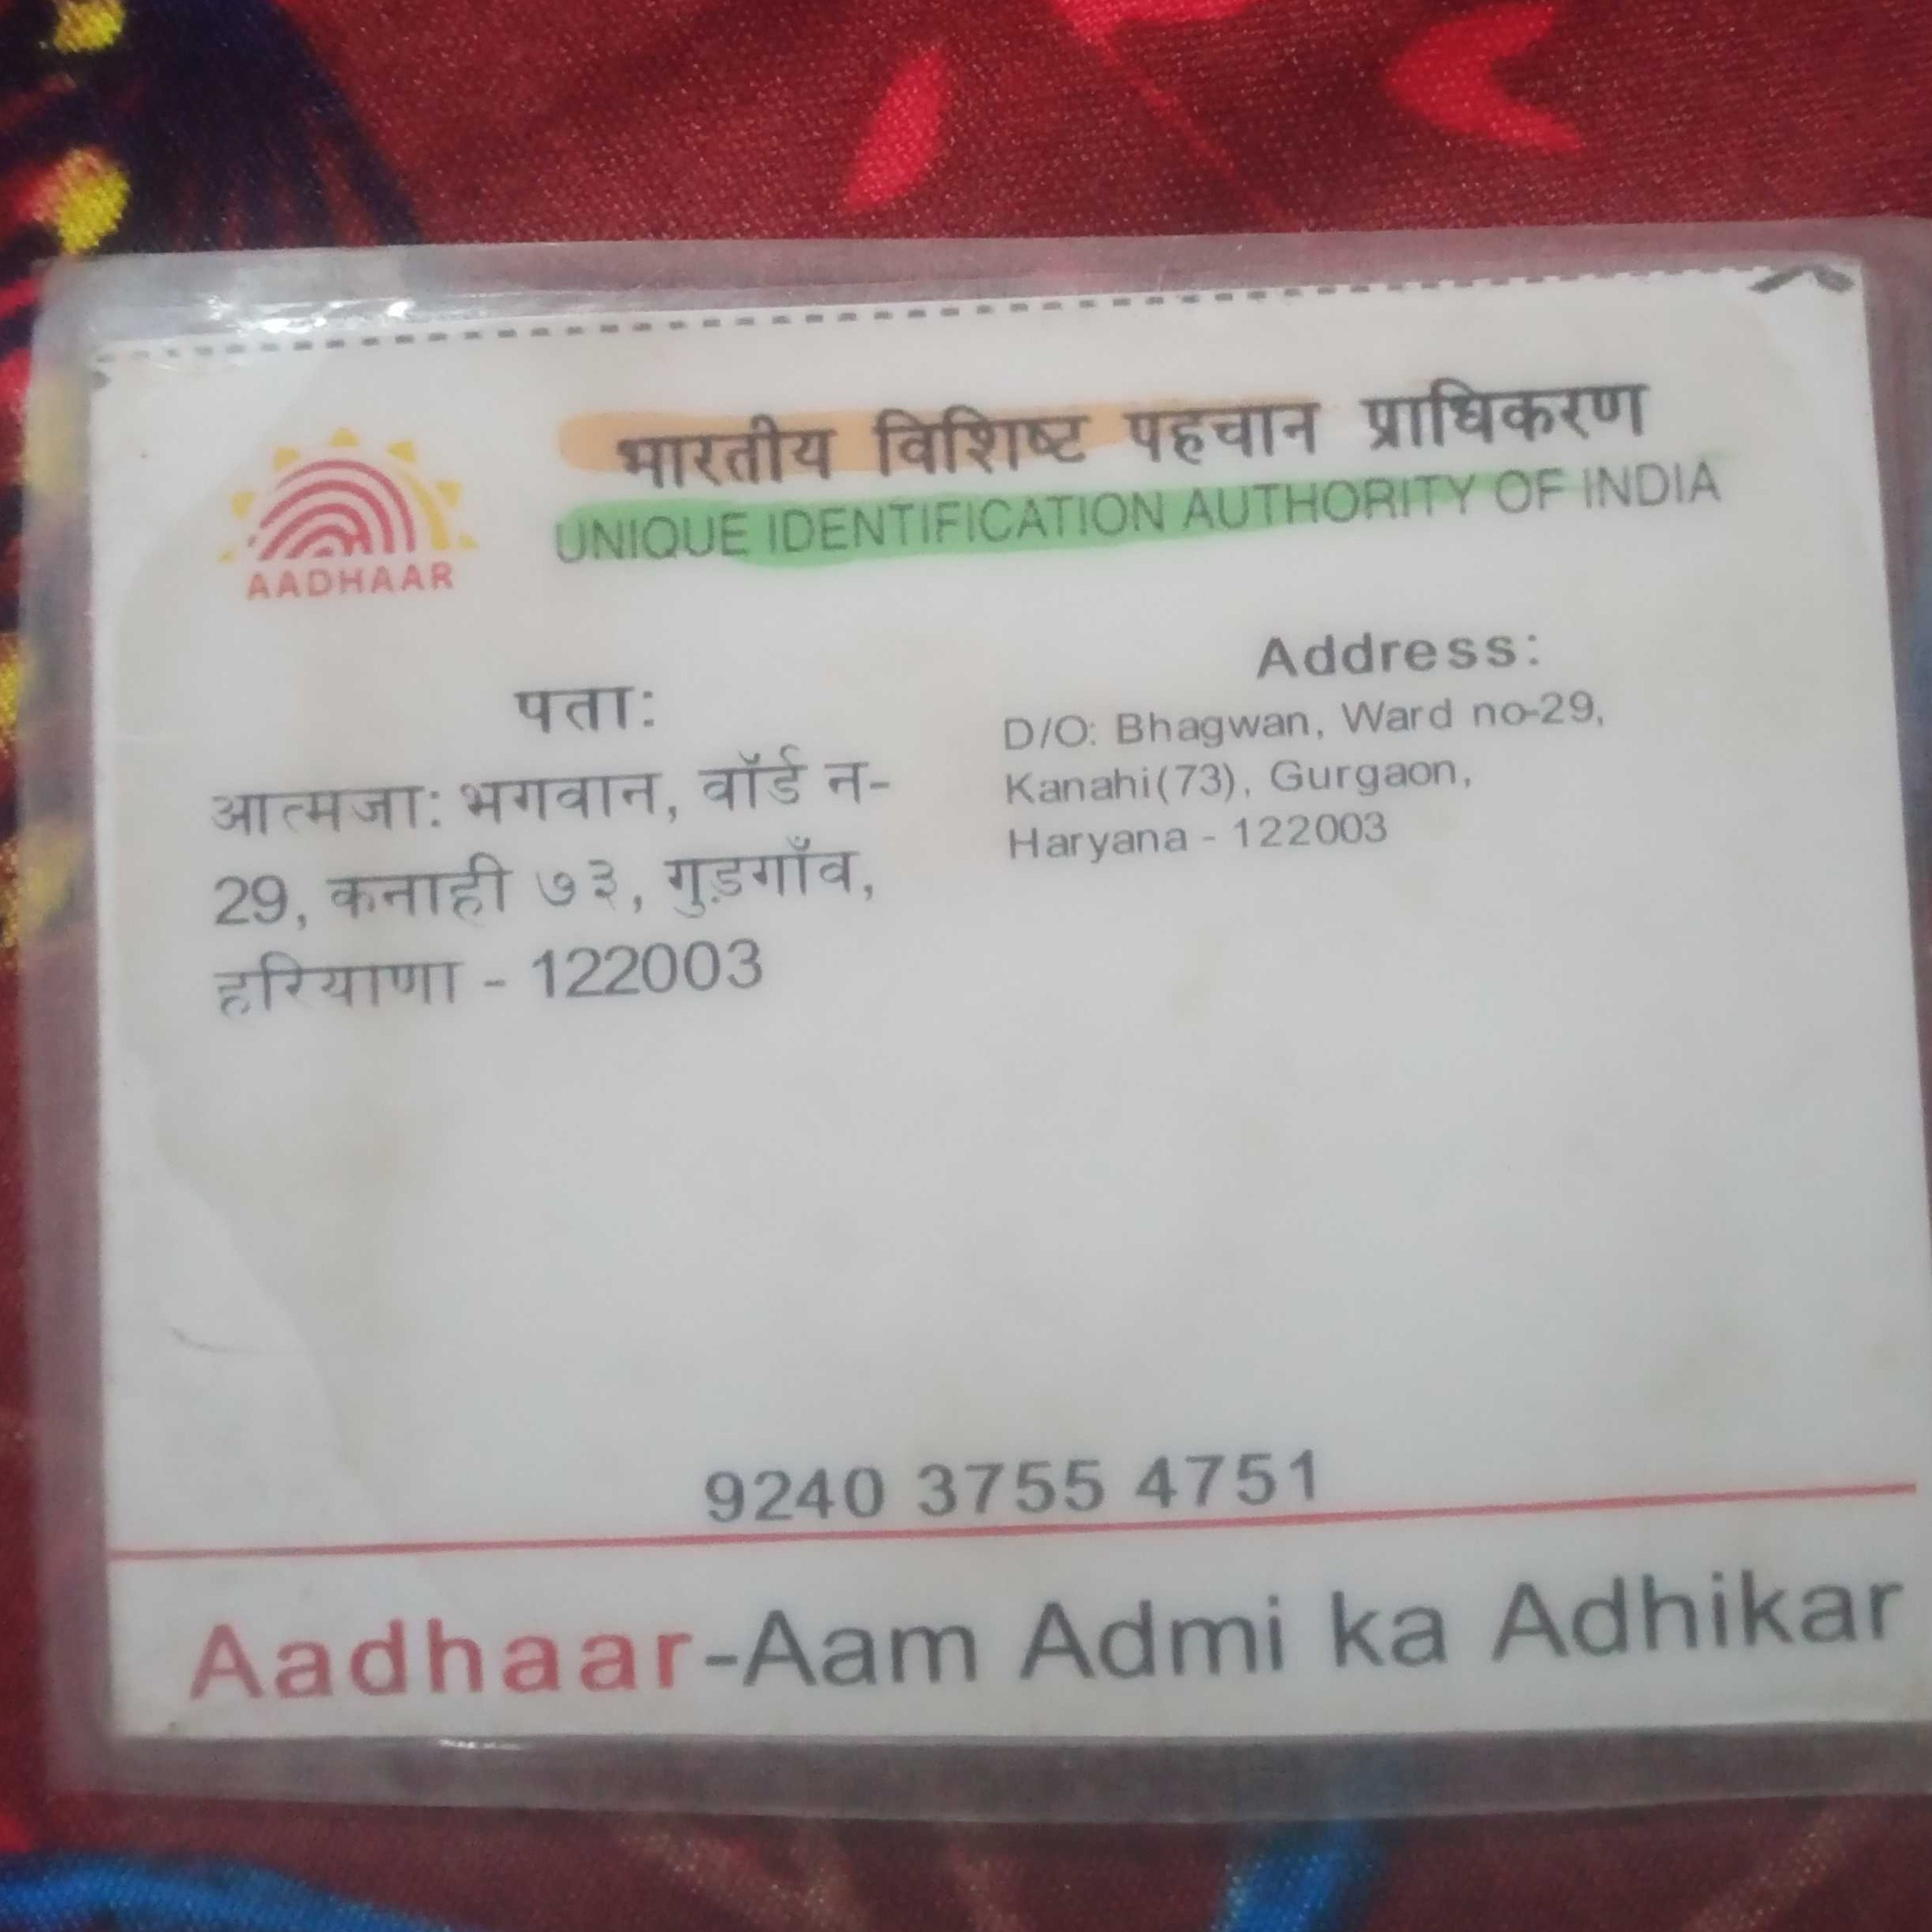 भारतीय विशिष्ट पहचान प्राधिकरण
UNIQUE IDENTIFICATION AUTHORITY OF INDIA
AADHAAR
पता:
आत्मजा: भगवान, वॉर्ड न-
29, कनाही ७३, गुड़गाँव,
हरियाणा - 122003
Address:
D/O: Bhagwan, Ward no-29,
Kanahi(73), Gurgaon,
Haryana - 122003
9240 3755 4751
Aadhaar-Aam Admi ka Adhikar